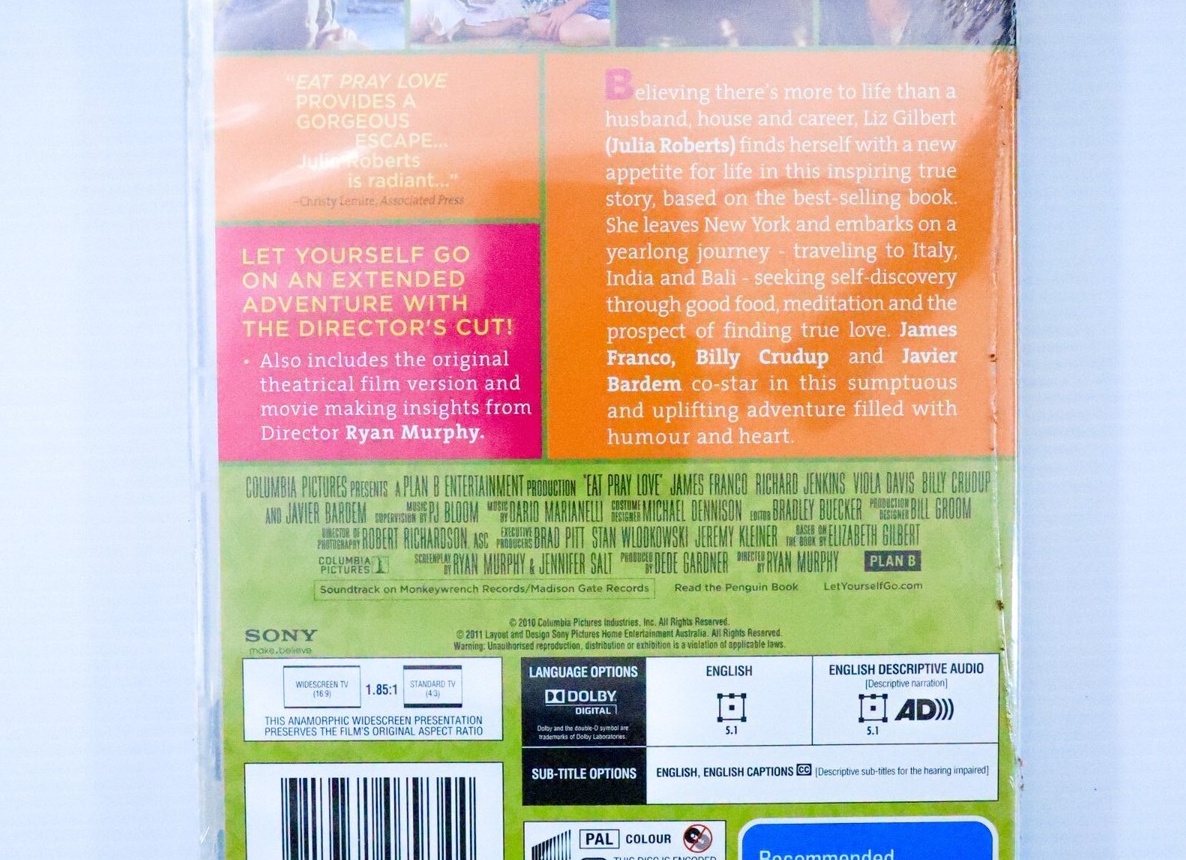 "EAT PRAY LOVE
PROVIDES A
GORGEOUS
ESCAPE...
Julia Roberts
is radiant..."
–Christy Lemire, Associated Press
LET YOURSELF GO
ON AN EXTENDED
ADVENTURE WITH
THE DIRECTOR'S CUT!
• Also includes the original
theatrical film version and
movie making insights from
Director Ryan Murphy.
Believing there's more to life than a
husband, house and career, Liz Gilbert
(Julia Roberts) finds herself with a new
appetite for life in this inspiring true
story, based on the best-selling book.
She leaves New York and embarks on a
yearlong journey - traveling to Italy,
India and Bali - seeking self-discovery
through good food, meditation and the
prospect of finding true love. James
Franco, Billy Crudup and Javier
Bardem co-star in this sumptuous
and uplifting adventure filled with
humour and heart.
COLUMBIA PICTURES PRESENTS A PLAN B ENTERTAINMENT PRODUCTION 'EAT PRAY LOVE' JAMES FRANCO RICHARD JENKINS VIOLA DAVIS BILLY CRUDUP
AND JAVIER BARDEM MUSIC SUPERVISION BY PJ BLOOM MUSIC BY DARIO MARIANELLI COSTUME DESIGNER MICHAEL DENNISON EDITOR BRADLEY BUECKER PRODUCTION DESIGNER BILL GROOM
DIRECTOR OF PHOTOGRAPHY ROBERT RICHARDSON, ASC EXECUTIVE PRODUCERS BRAD PITT STAN WLODKOWSKI JEREMY KLEINER BASED ON THE BOOK BY ELIZABETH GILBERT
COLUMBIA PICTURES SCREENPLAY BY RYAN MURPHY & JENNIFER SALT PRODUCED BY DEDE GARDNER DIRECTED BY RYAN MURPHY PLAN B
Soundtrack on Monkeywrench Records/Madison Gate Records Read the Penguin Book LetYourselfGo.com
© 2010 Columbia Pictures Industries, Inc. All Rights Reserved.
© 2011 Layout and Design Sony Pictures Home Entertainment Australia. All Rights Reserved.
Warning: Unauthorised reproduction, distribution or exhibition is a violation of applicable laws.
SONY
make.believe
WIDESCREEN TV
(16:9)
1.85:1
STANDARD TV
(4:3)
THIS ANAMORPHIC WIDESCREEN PRESENTATION
PRESERVES THE FILM'S ORIGINAL ASPECT RATIO
LANGUAGE OPTIONS
DOLBY
DIGITAL
Dolby and the double-D symbol are
trademarks of Dolby Laboratories.
ENGLISH
5.1
ENGLISH DESCRIPTIVE AUDIO
[Descriptive narration]
AD)))
5.1
SUB-TITLE OPTIONS
ENGLISH, ENGLISH CAPTIONS CC [Descriptive sub-titles for the hearing impaired]
PAL COLOUR
THIS DISC IS ENCODED
Recommended